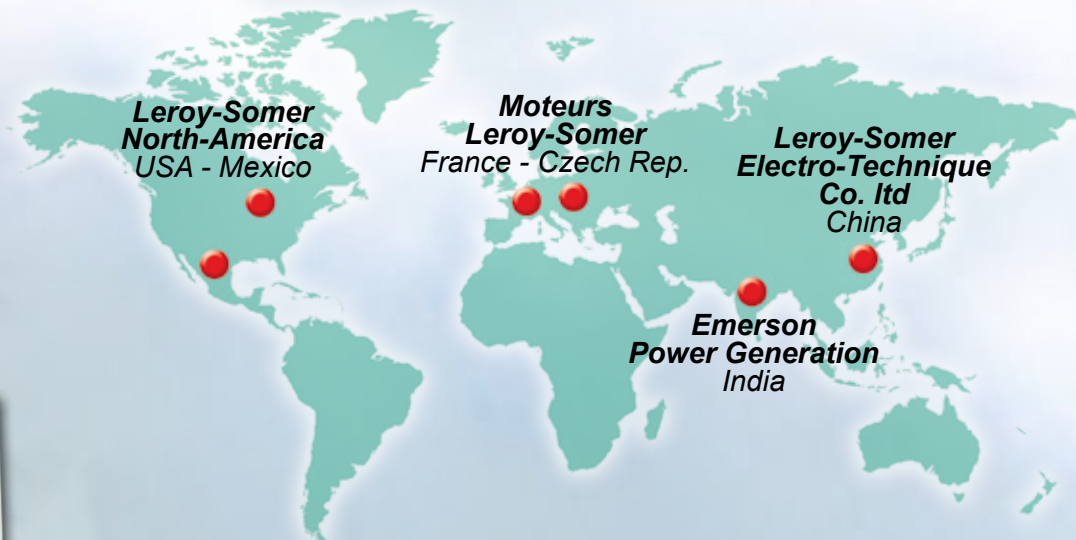 Leroy-Somer
North-America
USA - Mexico
Moteurs
Leroy-Somer
France - Czech Rep.
Leroy-Somer
Electro-Technique
Co. ltd
China
Emerson
Power Generation
India